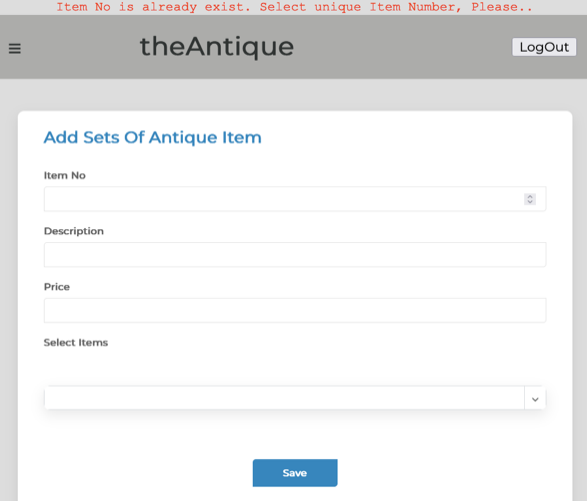 Item No is already exist. Select unique Item Number, Please..
theAntique
LogOut
Add Sets Of Antique Item
Item No
Description
Price
Select Items
Save